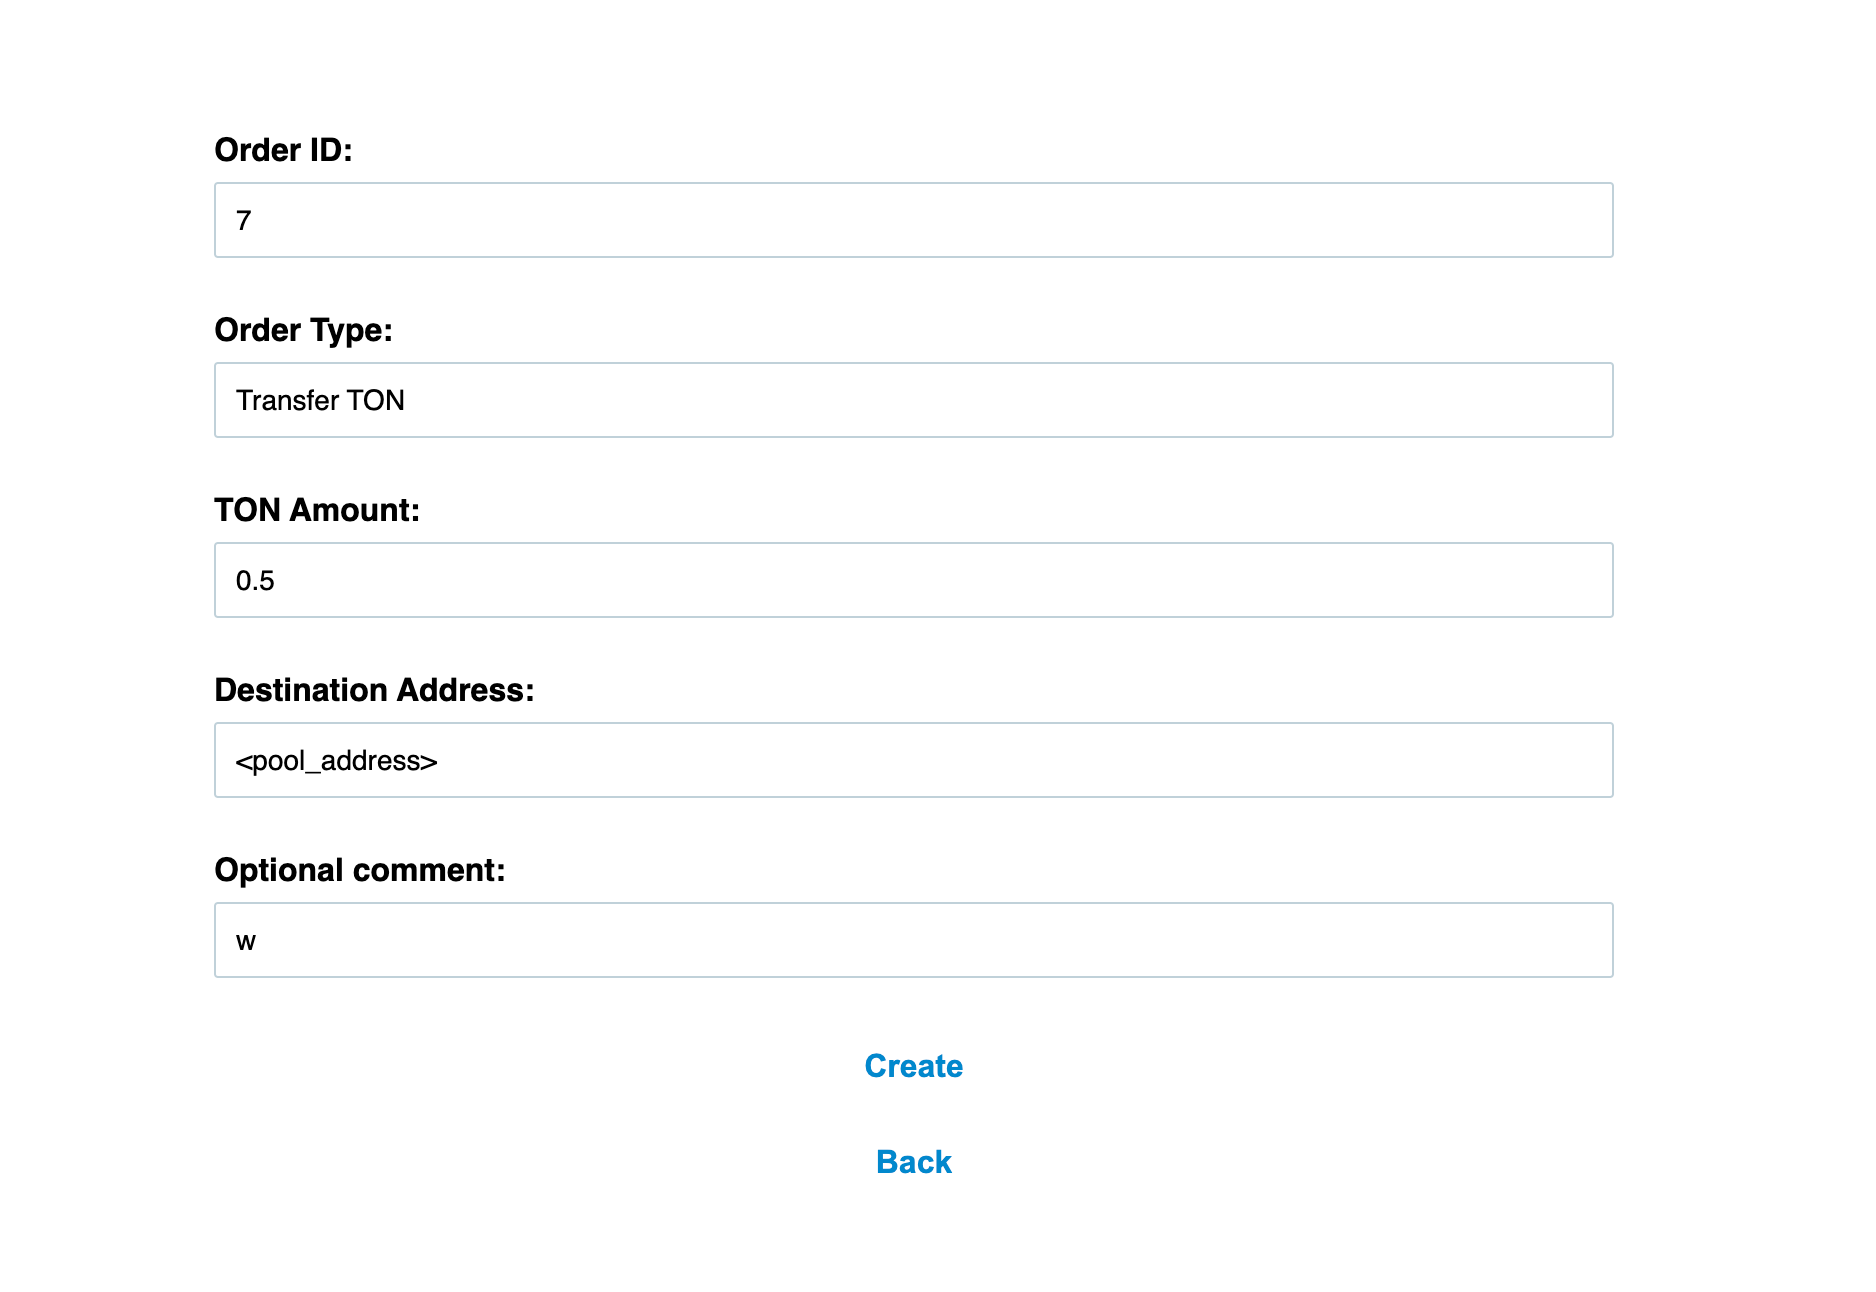 Order ID:
7
Order Type:
Transfer TON
TON Amount:
0.5
Destination Address:
<pool_address>
Optional comment:
w
Create
Back